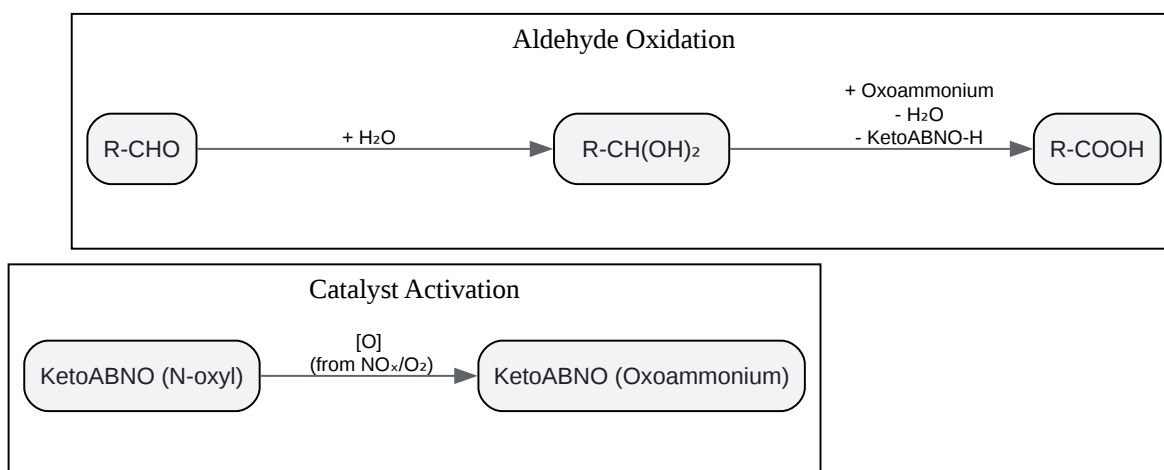 Aldehyde Oxidation
R-CHO
+ H₂O
R-CH(OH)₂
+ Oxoammonium
- H₂O
- KetoABNO-H
R-COOH
Catalyst Activation
KetoABNO (N-oxyl)
[O]
(from NOₓ/O₂)
KetoABNO (Oxoammonium)